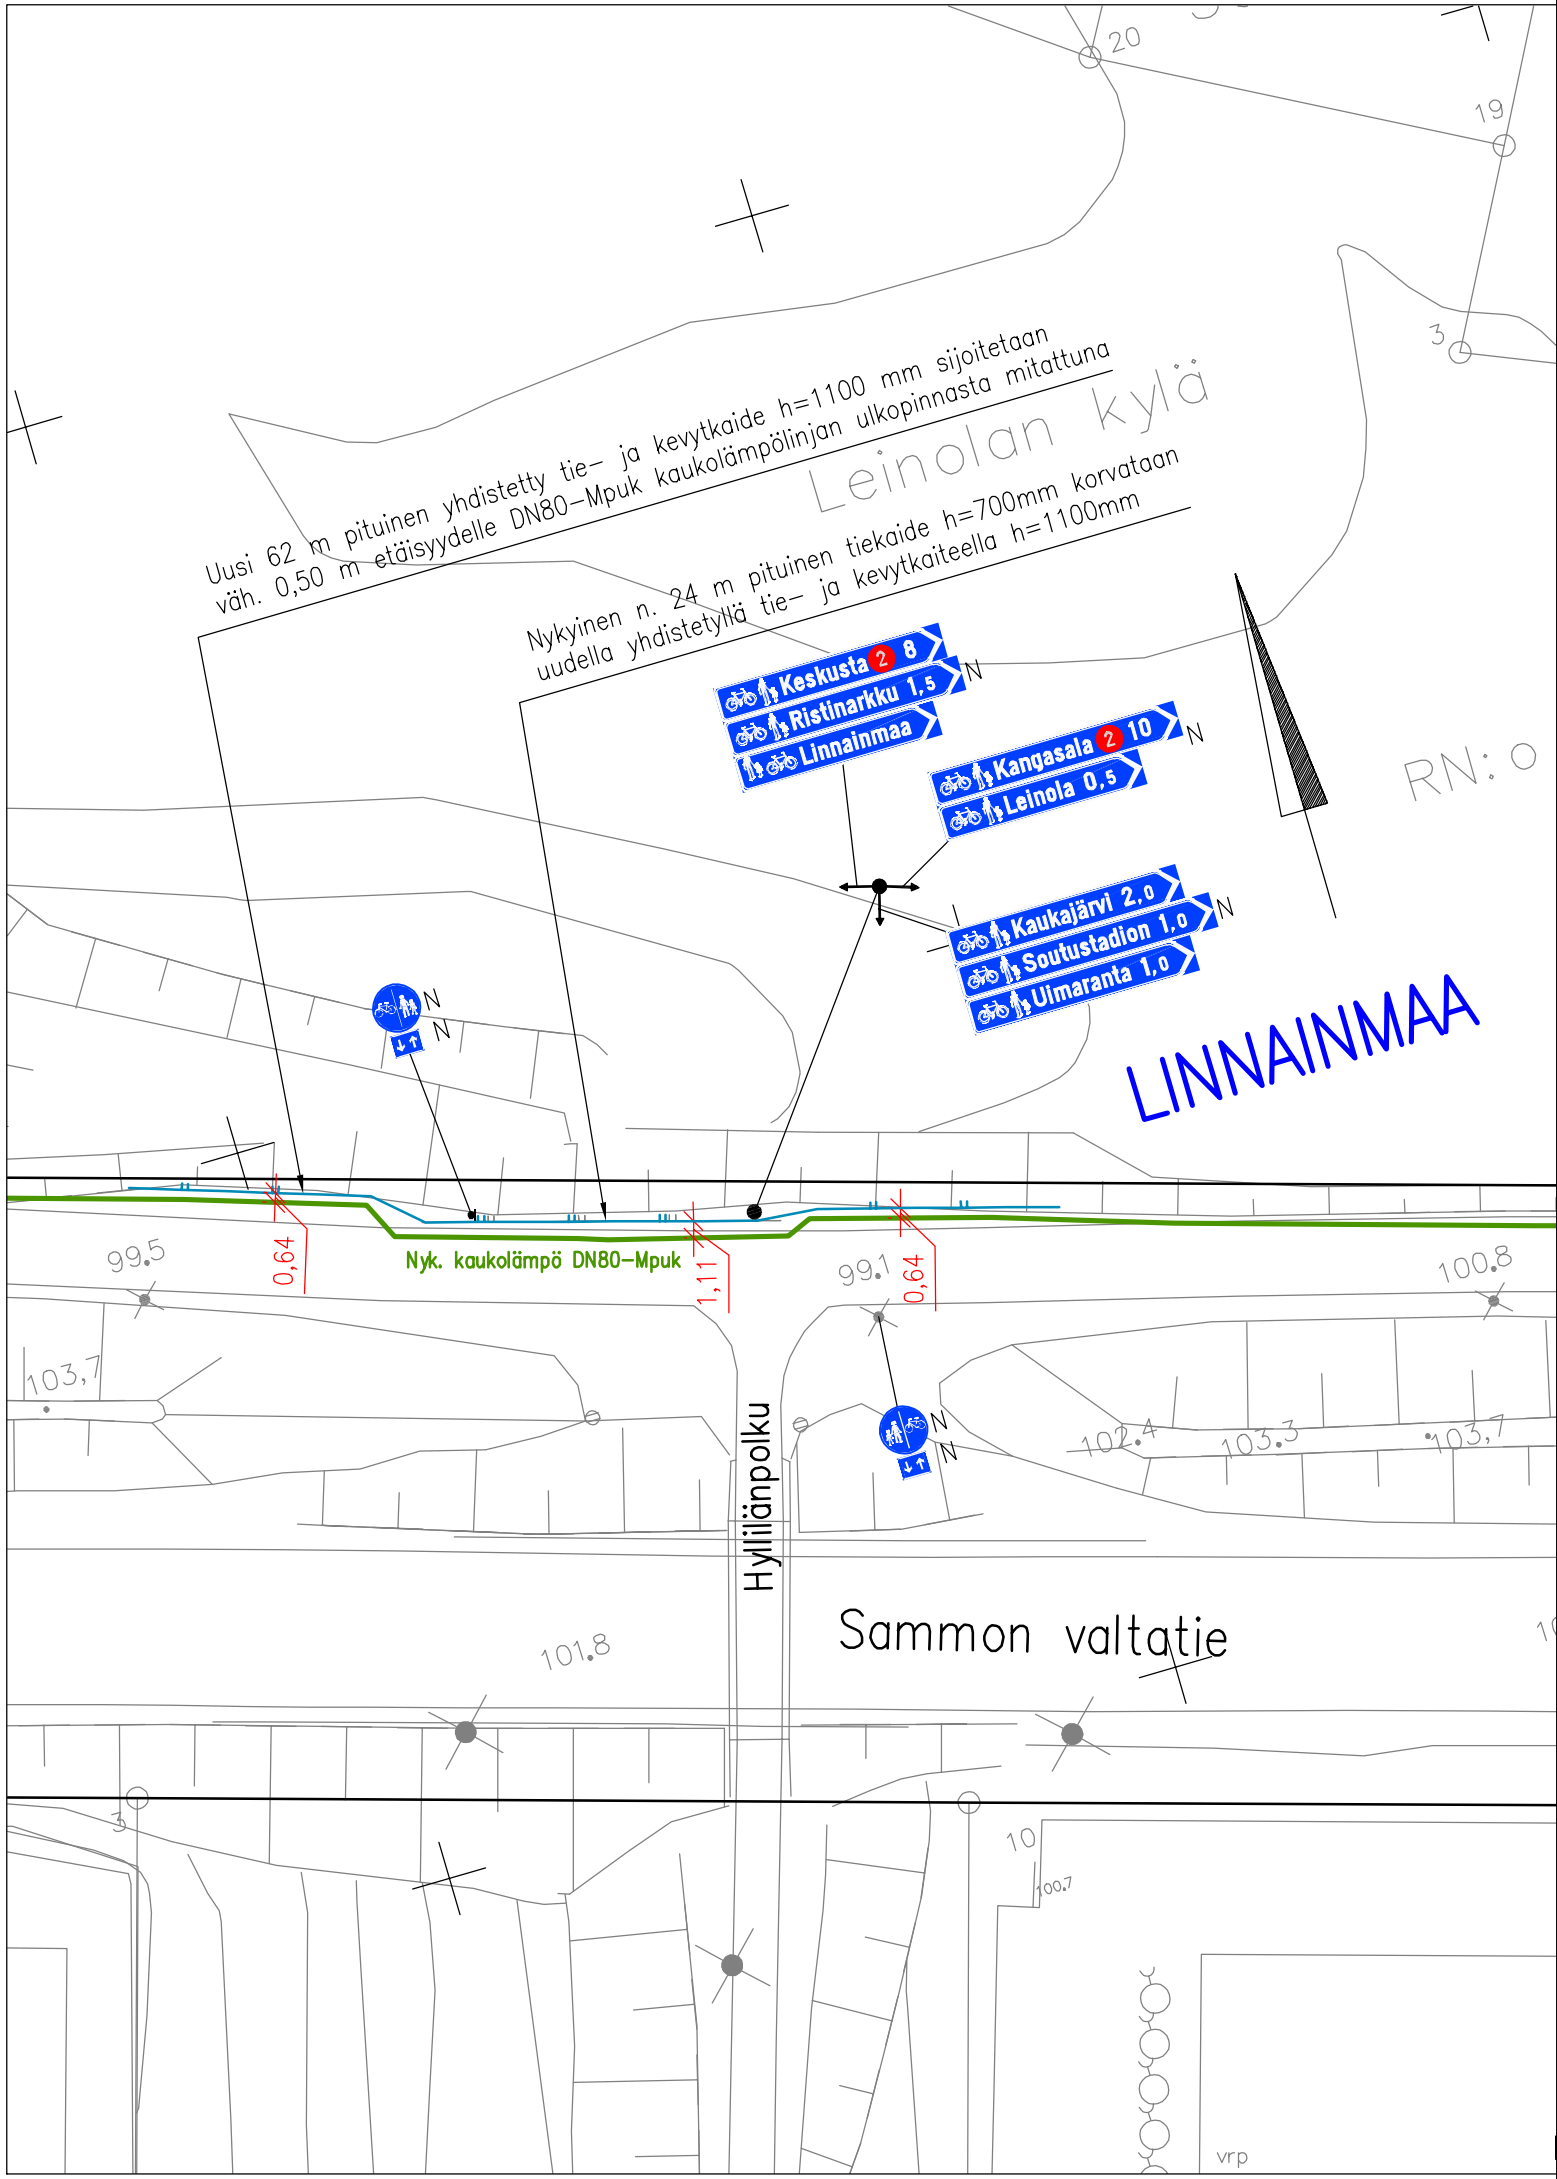 20
19
3
Uusi 62 m pituinen yhdistetty tie- ja kevytkaide h=1100 mm sijoitetaan
väh. 0,50 m etäisyydelle DN80-Mpuk kaukolämpölinjan ulkopinnasta mitattuna
Leinolan kylä
Nykyinen n. 24 m pituinen tiekaide h=700mm korvataan
uudella yhdistetyllä tie- ja kevytkaiteella h=1100mm
Keskusta 2 8
Ristinarkku 1,5
N
Linnainmaa
Kangasala 2 10
N
Leinola 0,5
RN:o
Kaukajärvi 2,0
Soutustadion 1,0
N
Uimaranta 1,0
N
N
LINNAINMAA
99.5
0,64
Nyk. kaukolämpö DN80-Mpuk
1,11
99.1
0,64
100.8
103,7
Hyllilänpolku
N
N
102.4
103.3
103,7
Sammon valtatie
101.8
3
10
100.7
vrp